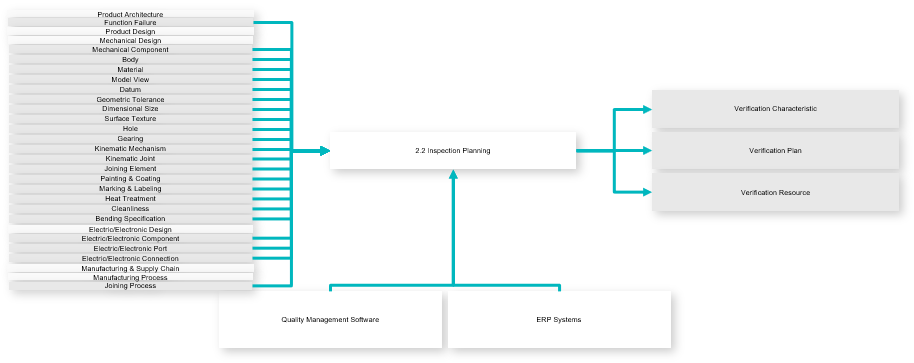 Product Architecture
Function Failure
Product Design
Mechanical Design
Mechanical Component
Body
Material
Model View
Datum
Geometric Tolerance
Dimensional Size
Surface Texture
Hole
Gearing
Kinematic Mechanism
Kinematic Joint
Joining Element
Painting & Coating
Marking & Labeling
Heat Treatment
Cleanliness
Bending Specification
Electric/Electronic Design
Electric/Electronic Component
Electric/Electronic Port
Electric/Electronic Connection
Manufacturing & Supply Chain
Manufacturing Process
Joining Process
2.2 Inspection Planning
Verification Characteristic
Verification Plan
Verification Resource
Quality Management Software
ERP Systems